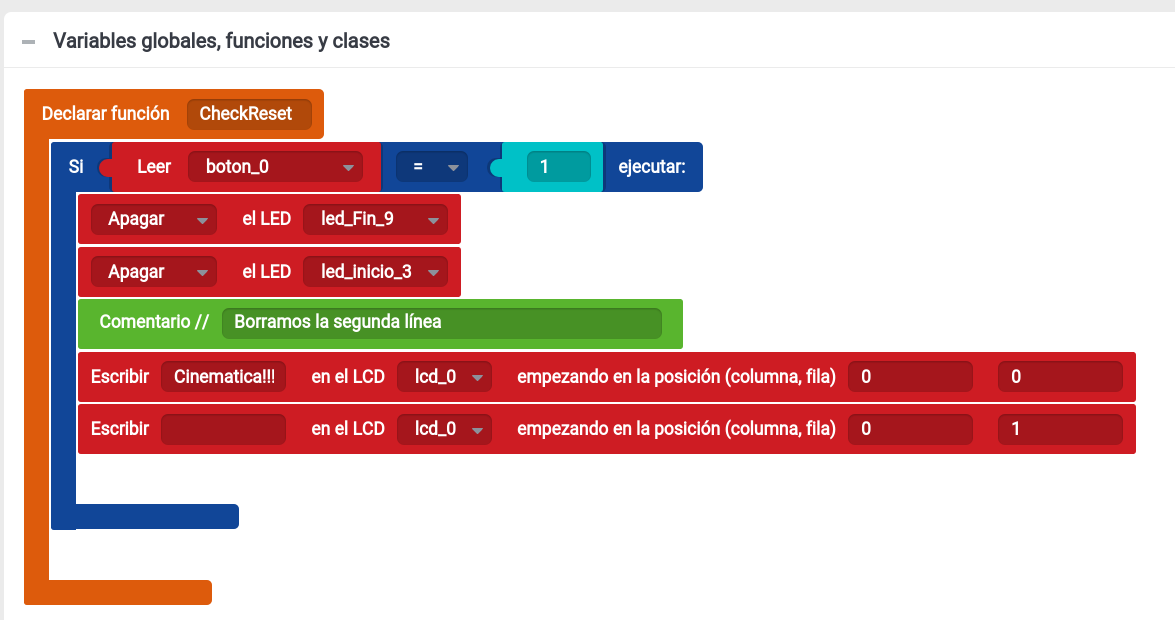 Variables globales, funciones y clases
Declarar función CheckReset
Si Leer boton_0 = 1 ejecutar:
Apagar el LED led_Fin_9
Apagar el LED led_inicio_3
Comentario // Borramos la segunda línea
Escribir Cinematica!!! en el LCD lcd_0 empezando en la posición (columna, fila) 0 0
Escribir en el LCD lcd_0 empezando en la posición (columna, fila) 0 1